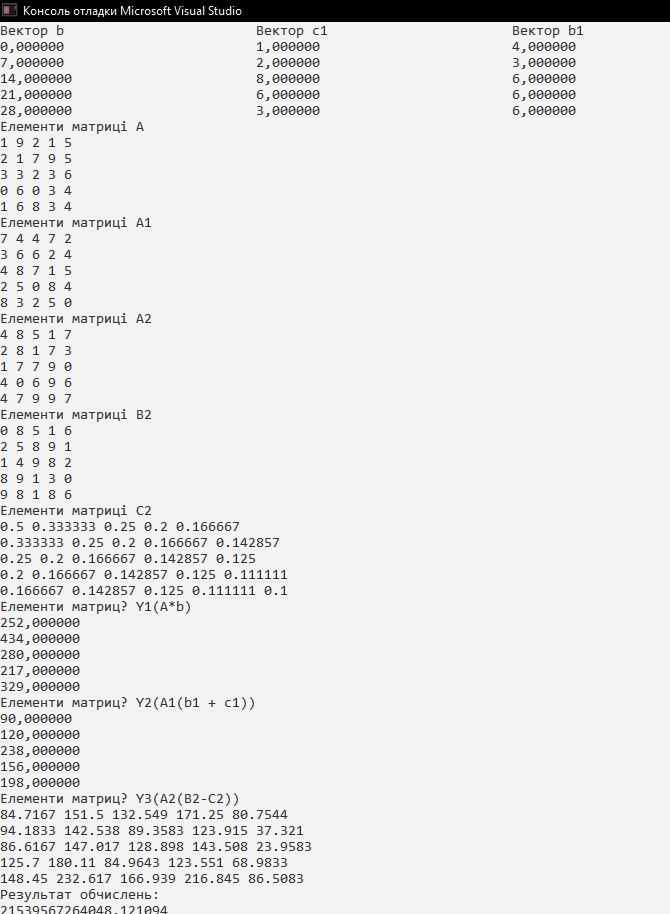 Консоль отладки Microsoft Visual Studio
Вектор b Вектор c1 Вектор b1
0,000000 1,000000 4,000000
7,000000 2,000000 3,000000
14,000000 8,000000 6,000000
21,000000 6,000000 6,000000
28,000000 3,000000 6,000000
Елементи матриці A
1 9 2 1 5
2 1 7 9 5
3 3 2 3 6
0 6 0 3 4
1 6 8 3 4
Елементи матриці A1
7 4 4 7 2
3 6 6 2 4
4 8 7 1 5
2 5 0 8 4
8 3 2 5 0
Елементи матриці A2
4 8 5 1 7
2 8 1 7 3
1 7 7 9 0
4 0 6 9 6
4 7 9 9 7
Елементи матриці B2
0 8 5 1 6
2 5 8 9 1
1 4 9 8 2
8 9 1 3 0
9 8 1 8 6
Елементи матриці C2
0.5 0.333333 0.25 0.2 0.166667
0.333333 0.25 0.2 0.166667 0.142857
0.25 0.2 0.166667 0.142857 0.125
0.2 0.166667 0.142857 0.125 0.111111
0.166667 0.142857 0.125 0.111111 0.1
Елементи матриц? Y1(A*b)
252,000000
434,000000
280,000000
217,000000
329,000000
Елементи матриц? Y2(A1(b1 + c1))
90,000000
120,000000
238,000000
156,000000
198,000000
Елементи матриц? Y3(A2(B2-C2))
84.7167 151.5 132.549 171.25 80.7544
94.1833 142.538 89.3583 123.915 37.321
86.6167 147.017 128.898 143.508 23.9583
125.7 180.11 84.9643 123.551 68.9833
148.45 232.617 166.939 216.845 86.5083
Результат обчислень:
21539567264048,121094